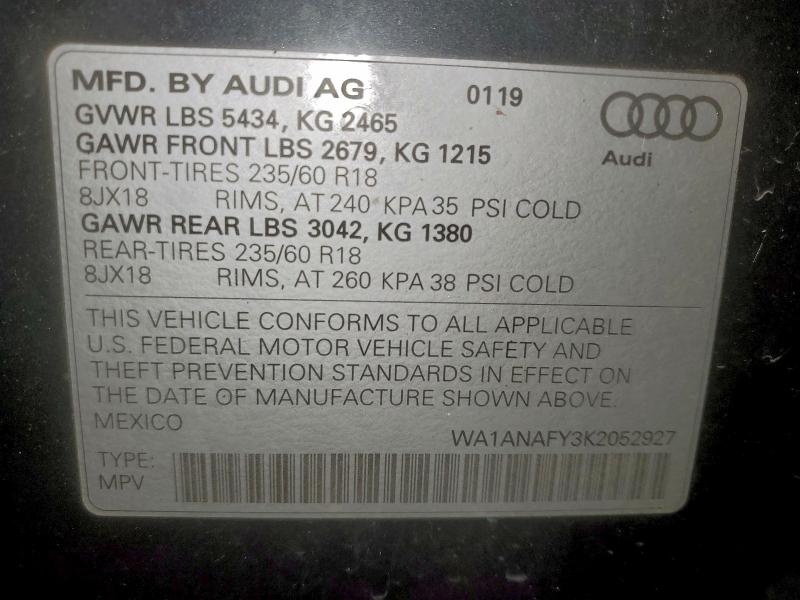 MFD. BY AUDI AG 0119
GVWR LBS 5434, KG 2465
GAWR FRONT LBS 2679, KG 1215
Audi
FRONT-TIRES 235/60 R18
8JX18 RIMS, AT 240 KPA 35 PSI COLD
GAWR REAR LBS 3042, KG 1380
REAR-TIRES 235/60 R18
8JX18 RIMS, AT 260 KPA 38 PSI COLD
THIS VEHICLE CONFORMS TO ALL APPLICABLE
U.S. FEDERAL MOTOR VEHICLE SAFETY AND
THEFT PREVENTION STANDARDS IN EFFECT ON
THE DATE OF MANUFACTURE SHOWN ABOVE.
MEXICO
WA1ANAFY3K2052927
TYPE:
MPV